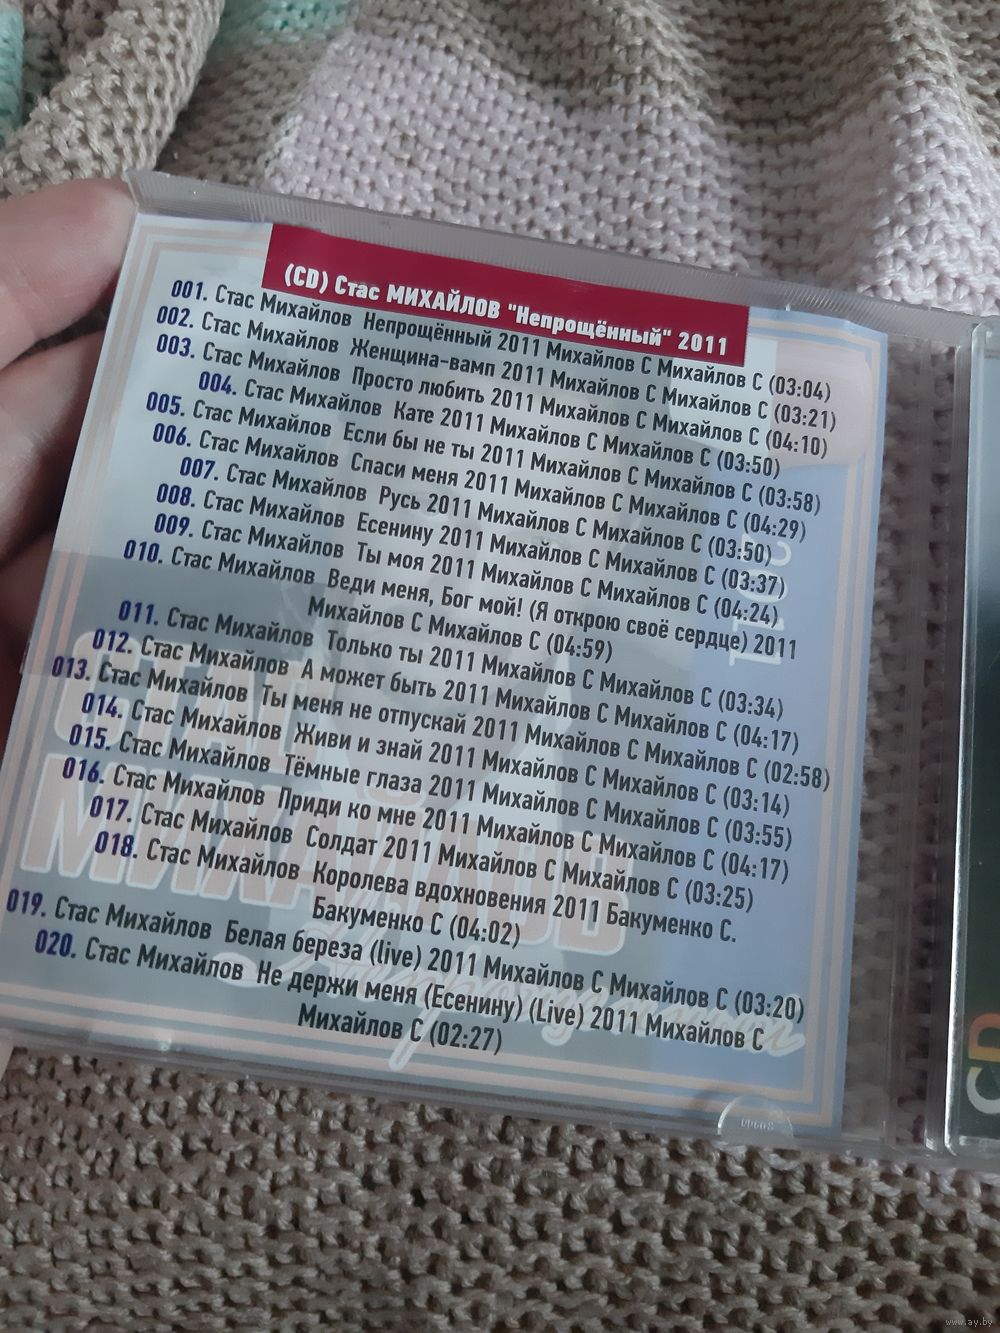 (CD) Стас МИХАЙЛОВ "Непрощённый" 2011
001. Стас Михайлов Непрощённый 2011 Михайлов С Михайлов С (03:04)
002. Стас Михайлов Женщина-вамп 2011 Михайлов С Михайлов С (03:21)
003. Стас Михайлов Просто любить 2011 Михайлов С Михайлов С (04:10)
004. Стас Михайлов Кате 2011 Михайлов С Михайлов С (03:50)
005. Стас Михайлов Если бы не ты 2011 Михайлов С Михайлов С (03:58)
006. Стас Михайлов Спаси меня 2011 Михайлов С Михайлов С (04:29)
007. Стас Михайлов Русь 2011 Михайлов С Михайлов С (03:50)
008. Стас Михайлов Есенину 2011 Михайлов С Михайлов С (03:37)
009. Стас Михайлов Ты моя 2011 Михайлов С Михайлов С (04:24)
010. Стас Михайлов Веди меня, Бог мой! (Я открою своё сердце) 2011
Михайлов С Михайлов С (04:59)
011. Стас Михайлов Только ты 2011 Михайлов С Михайлов С (03:34)
012. Стас Михайлов А может быть 2011 Михайлов С Михайлов С (04:17)
013. Стас Михайлов Ты меня не отпускай 2011 Михайлов С Михайлов С (02:58)
014. Стас Михайлов Живи и знай 2011 Михайлов С Михайлов С (03:14)
015. Стас Михайлов Тёмные глаза 2011 Михайлов С Михайлов С (03:55)
016. Стас Михайлов Приди ко мне 2011 Михайлов С Михайлов С (04:17)
017. Стас Михайлов Солдат 2011 Михайлов С Михайлов С (03:25)
018. Стас Михайлов Королева вдохновения 2011 Бакуменко С.
Бакуменко С (04:02)
019. Стас Михайлов Белая береза (live) 2011 Михайлов С Михайлов С (03:20)
020. Стас Михайлов Не держи меня (Есенину) (Live) 2011 Михайлов С
Михайлов С (02:27)
2011
СТАС
МИХАЙЛОВ
Непрощённый
CD
www.ay.by